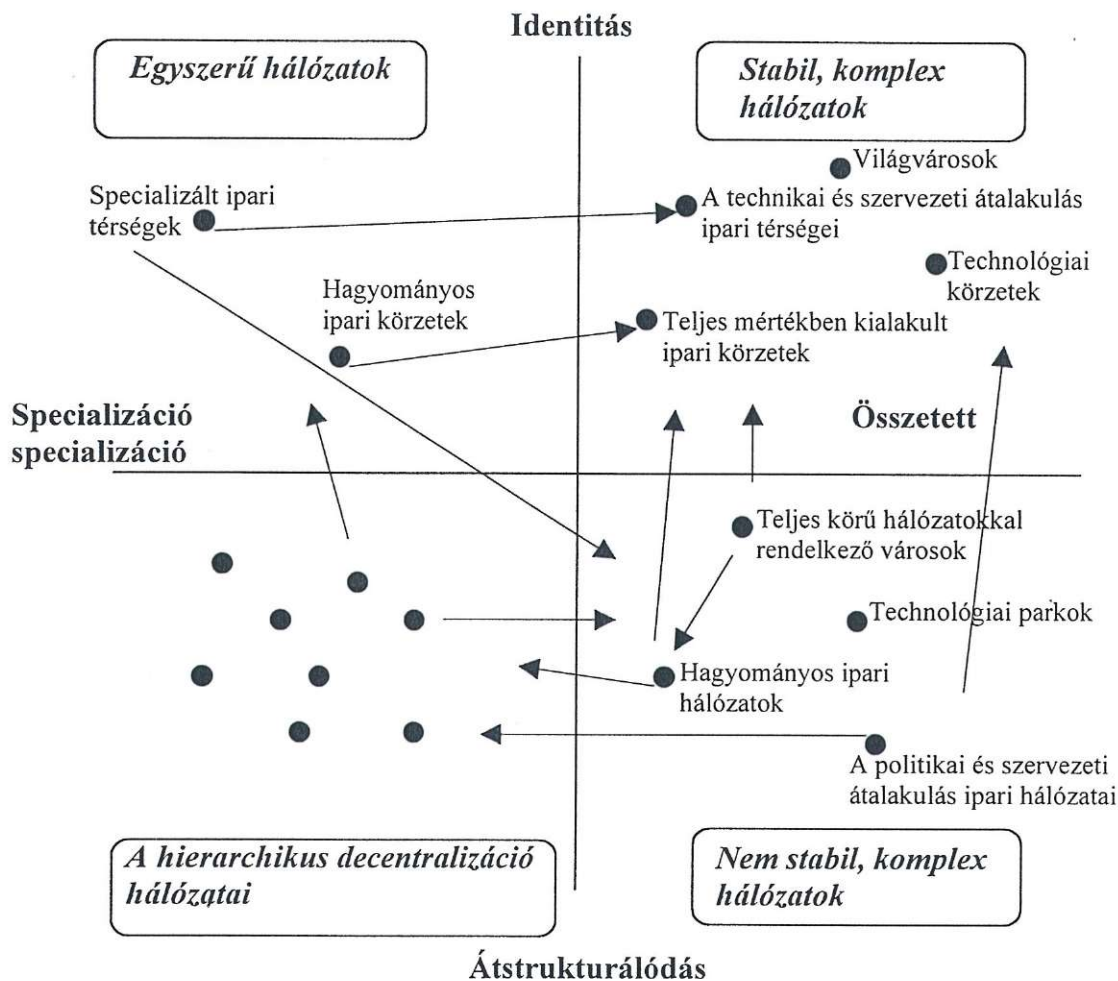 Identitás
Egyszerű hálózatok
Stabil, komplex
hálózatok
Világvárosok
Specializált ipari
térségek
A technikai és szervezeti átalakulás
ipari térségei
Technológiai
körzetek
Hagyományos
ipari körzetek
Teljes mértékben kialakult
ipari körzetek
Specializáció
specializáció
Összetett
Teljes körű hálózatokkal
rendelkező városok
Technológiai parkok
Hagyományos ipari
hálózatok
A politikai és szervezeti
átalakulás ipari hálózatai
A hierarchikus decentralizáció
hálózatai
Nem stabil, komplex
hálózatok
Átstrukturálódás